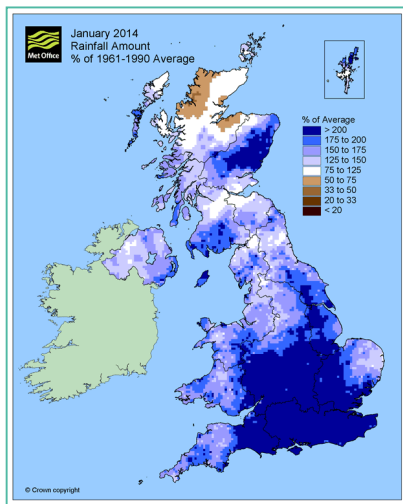 Met Office
January 2014
Rainfall Amount
% of 1961-1990 Average
% of Average
> 200
175 to 200
150 to 175
125 to 150
75 to 125
50 to 75
33 to 50
20 to 33
< 20
© Crown copyright